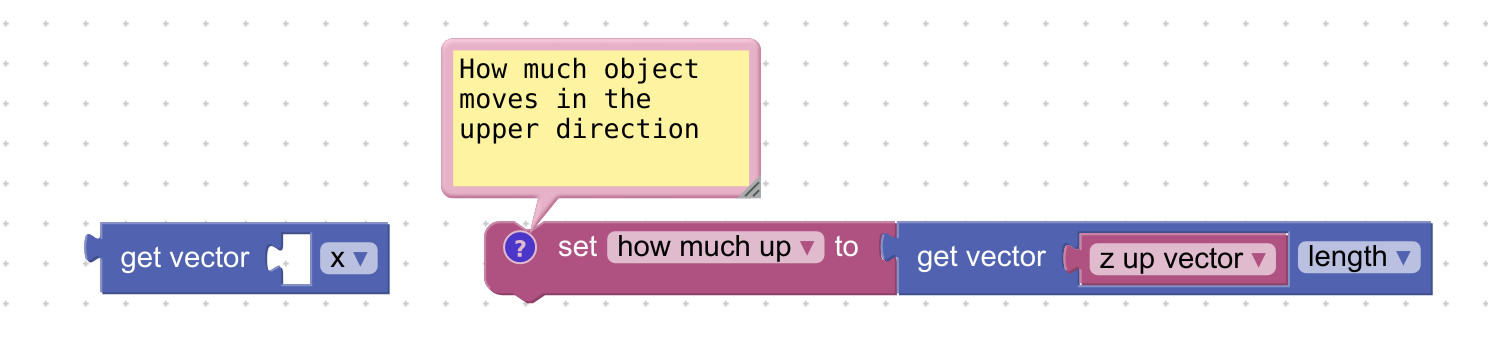 How much object
moves in the
upper direction
get vector x
? set how much up to get vector z up vector length